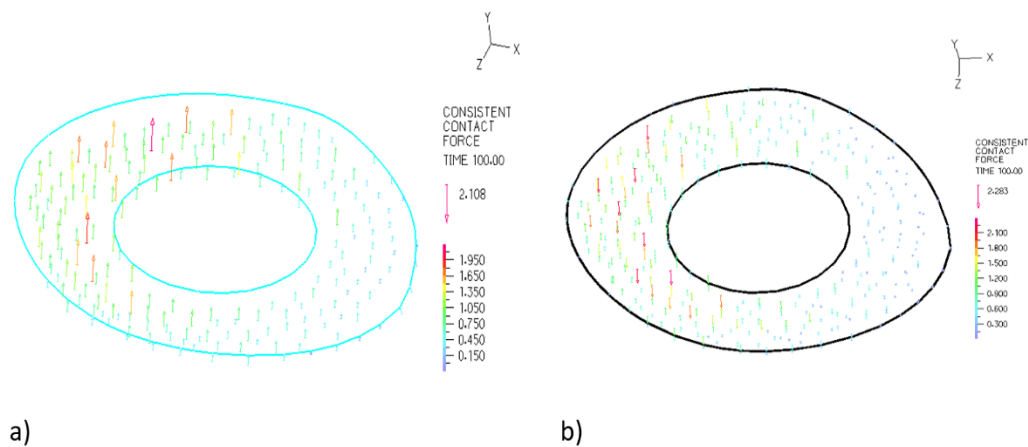 Y
X
Z
CONSISTENT
CONTACT
FORCE
TIME 100.00
2.108
1.950
1.650
1.350
1.050
0.750
0.450
0.150
a)
Y
X
Z
CONSISTENT
CONTACT
FORCE
TIME 100.00
2.283
2.100
1.800
1.500
1.200
0.900
0.600
0.300
b)